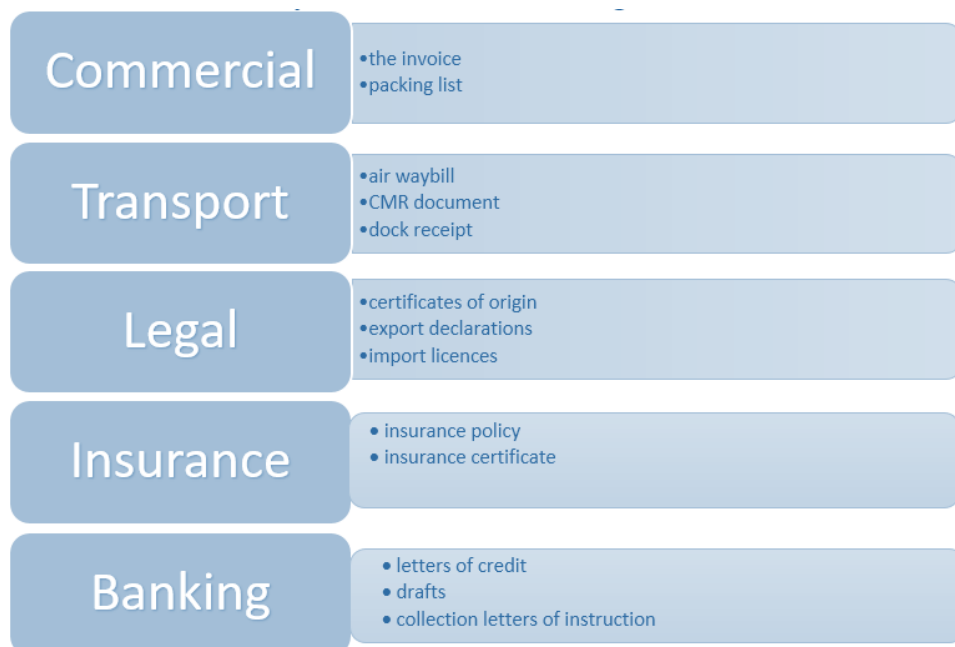 Commercial
•the invoice
•packing list
Transport
•air waybill
•CMR document
•dock receipt
Legal
•certificates of origin
•export declarations
•import licences
Insurance
• insurance policy
• insurance certificate
Banking
• letters of credit
• drafts
• collection letters of instruction